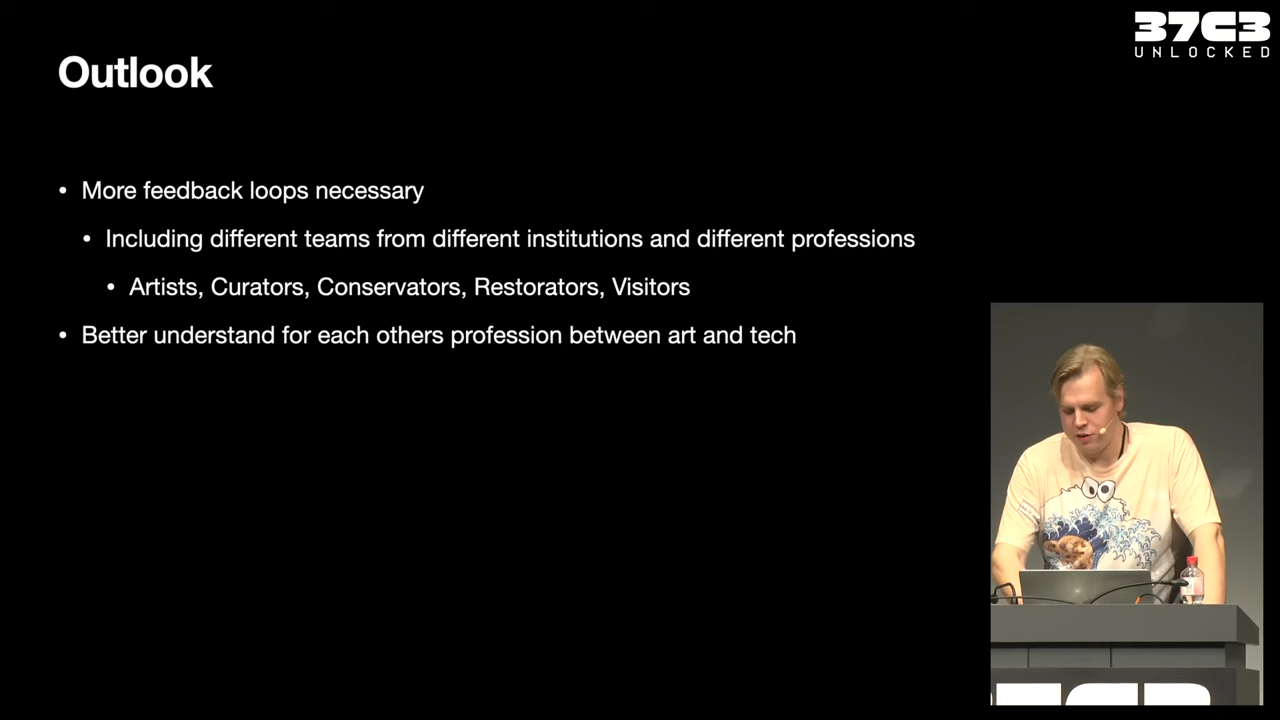 37C3
UNLOCKED
Outlook
• More feedback loops necessary
• Including different teams from different institutions and different professions
• Artists, Curators, Conservators, Restorators, Visitors
• Better understand for each others profession between art and tech